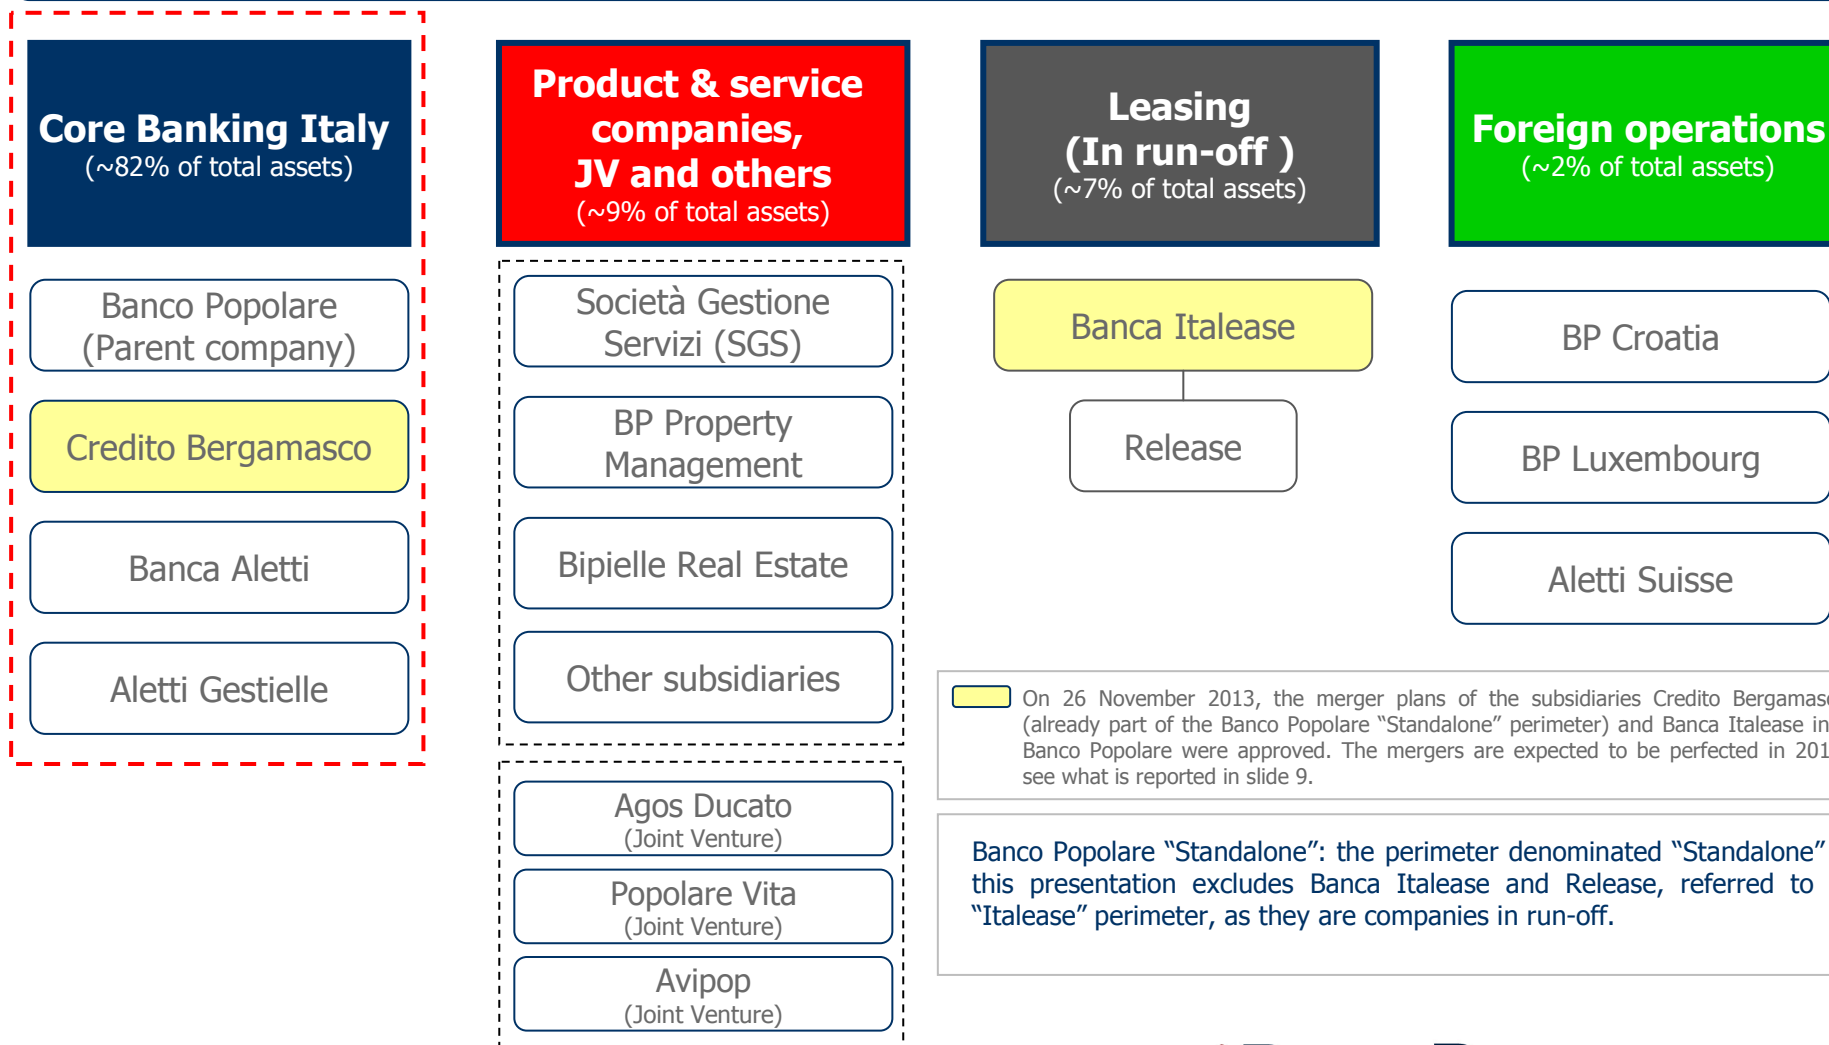 Core Banking Italy
(~82% of total assets)
Banco Popolare
(Parent company)
Credito Bergamasco
Banca Aletti
Aletti Gestielle
Product & service
companies,
JV and others
(~9% of total assets)
Società Gestione
Servizi (SGS)
BP Property
Management
Bipielle Real Estate
Other subsidiaries
Agos Ducato
(Joint Venture)
Popolare Vita
(Joint Venture)
Avipop
(Joint Venture)
Leasing
(In run-off )
(~7% of total assets)
Banca Italease
Release
Foreign operations
(~2% of total assets)
BP Croatia
BP Luxembourg
Aletti Suisse
On 26 November 2013, the merger plans of the subsidiaries Credito
(already part of the Banco Popolare “Standalone” perimeter) and Banca Italease
Banco Popolare were approved. The mergers are expected to be perfected in
see what is reported in slide 9.
Banco Popolare “Standalone”: the perimeter denominated “Standalone”
this presentation excludes Banca Italease and Release, referred to
“Italease” perimeter, as they are companies in run-off.